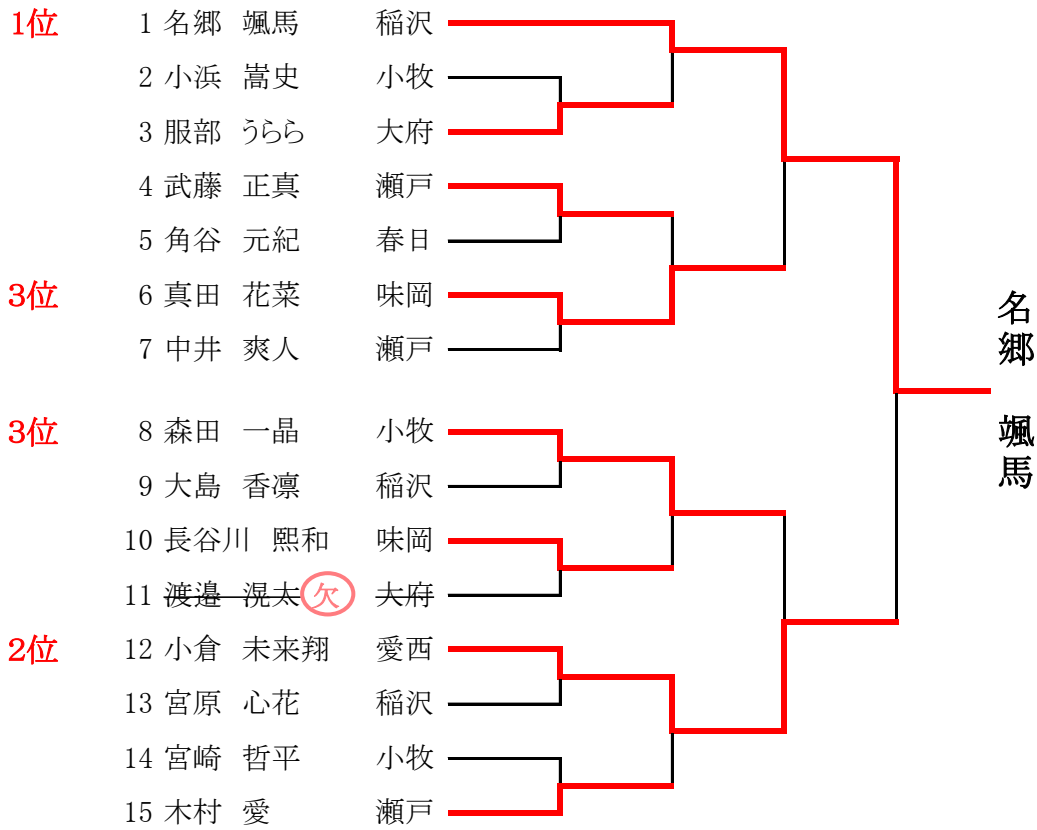 1位 1 名郷 颯馬 稲沢
2 小浜 嵩史 小牧
3 服部 うらら 大府
4 武藤 正真 瀬戸
5 角谷 元紀 春日
3位 6 真田 花菜 味岡
7 中井 爽人 瀬戸
3位 8 森田 一晶 小牧
9 大島 香凛 稲沢
10 長谷川 熙和 味岡
11 渡邉 滉太 欠 大府
2位 12 小倉 未来翔 愛西
13 宮原 心花 稲沢
14 宮崎 哲平 小牧
15 木村 愛 瀬戸
名郷 颯馬